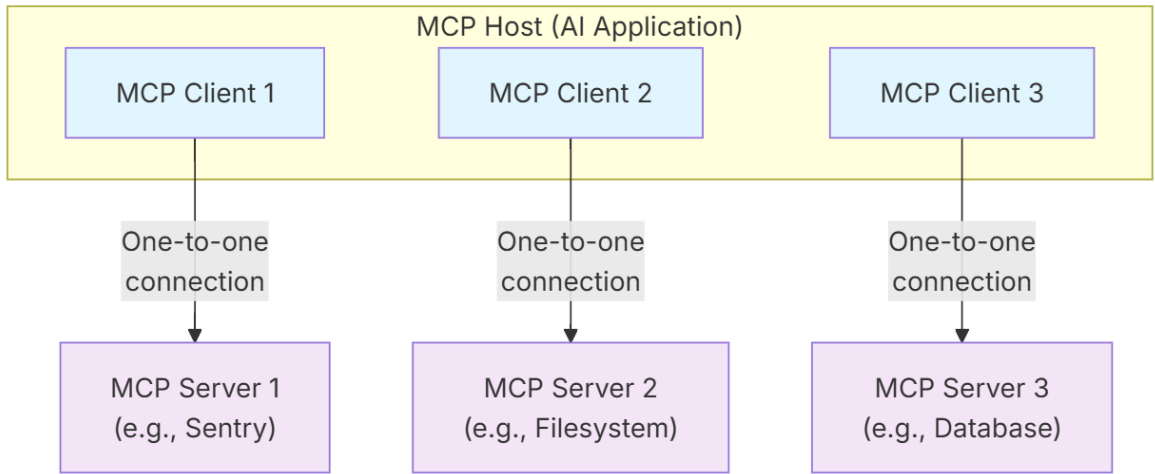 MCP Host (AI Application)
MCP Client 1
MCP Client 2
MCP Client 3
One-to-one
connection
One-to-one
connection
One-to-one
connection
MCP Server 1
(e.g., Sentry)
MCP Server 2
(e.g., Filesystem)
MCP Server 3
(e.g., Database)